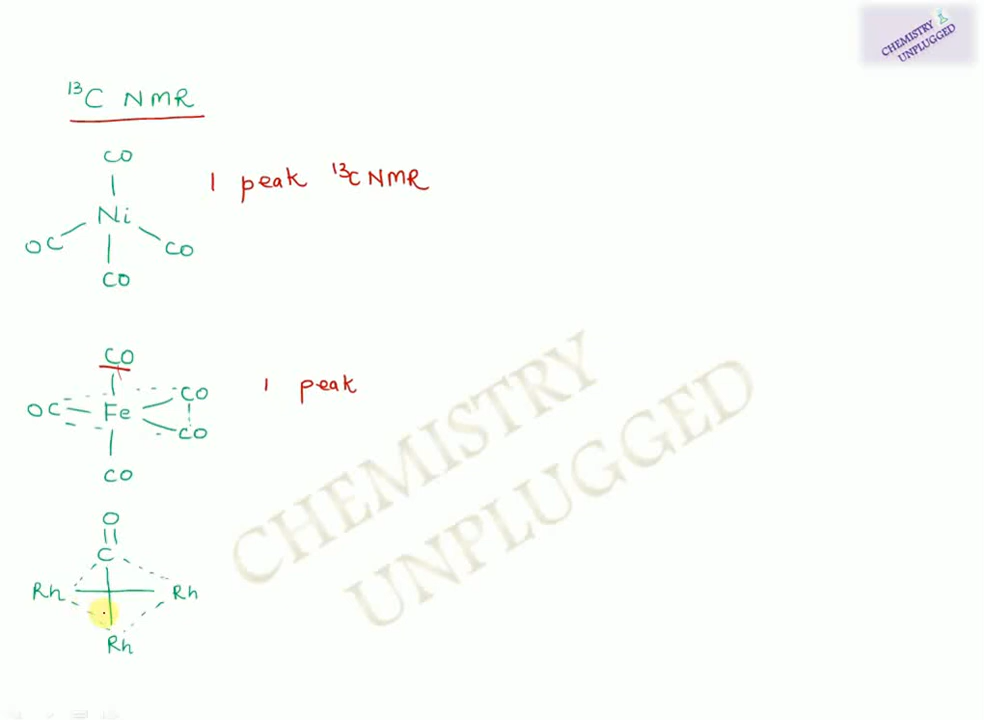 CHEMISTRY
UNPLUGGED
¹³C NMR
CO
1 peak ¹³C NMR
Ni
OC CO
CO
CO
CO
1 peak
OC Fe
CO
CO
O
C
Rh Rh
Rh
CHEMISTRY
UNPLUGGED